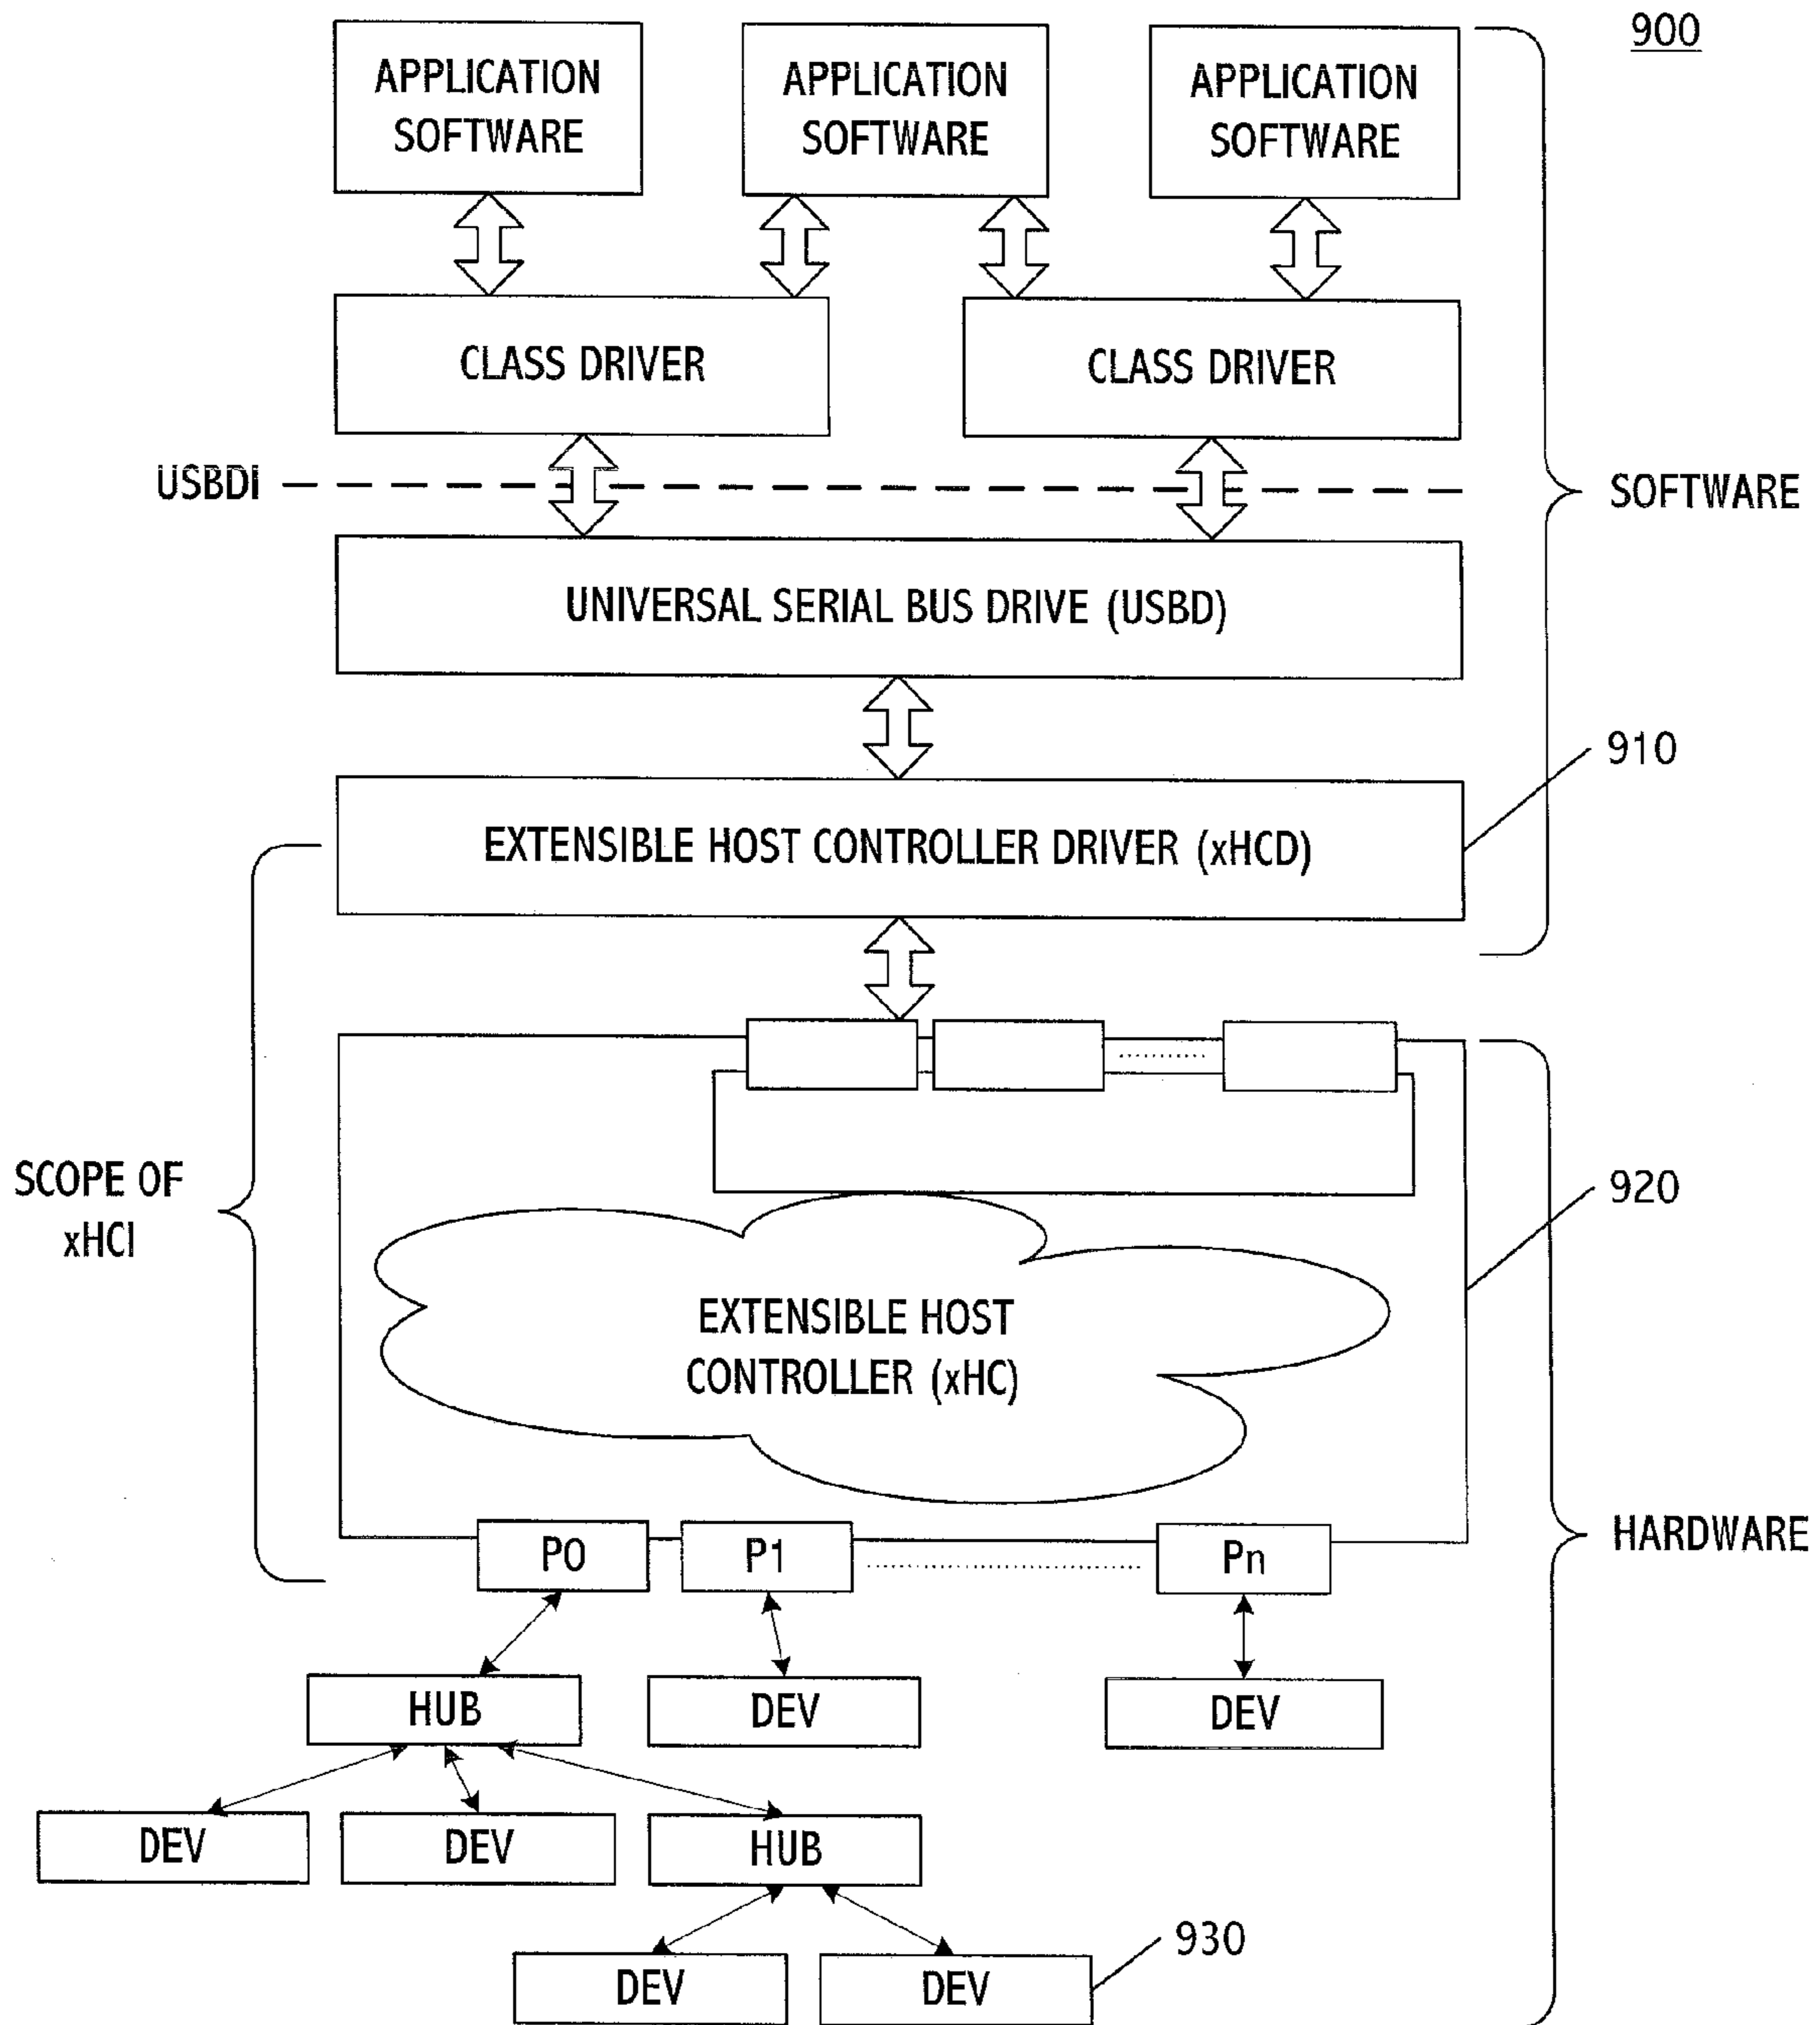 900
APPLICATION
SOFTWARE
APPLICATION
SOFTWARE
APPLICATION
SOFTWARE
CLASS DRIVER
CLASS DRIVER
USBDI
SOFTWARE
UNIVERSAL SERIAL BUS DRIVE (USBD)
910
EXTENSIBLE HOST CONTROLLER DRIVER (xHCD)
SCOPE OF
xHCI
920
EXTENSIBLE HOST
CONTROLLER (xHC)
HARDWARE
P0
P1
Pn
HUB
DEV
DEV
DEV
DEV
HUB
930
DEV
DEV